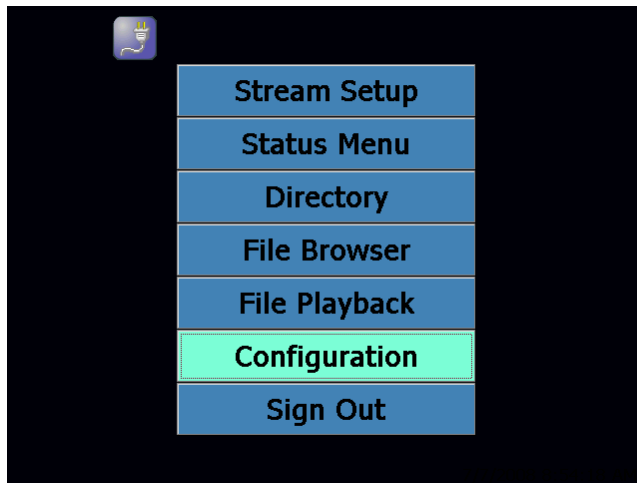 Stream Setup
Status Menu
Directory
File Browser
File Playback
Configuration
Sign Out